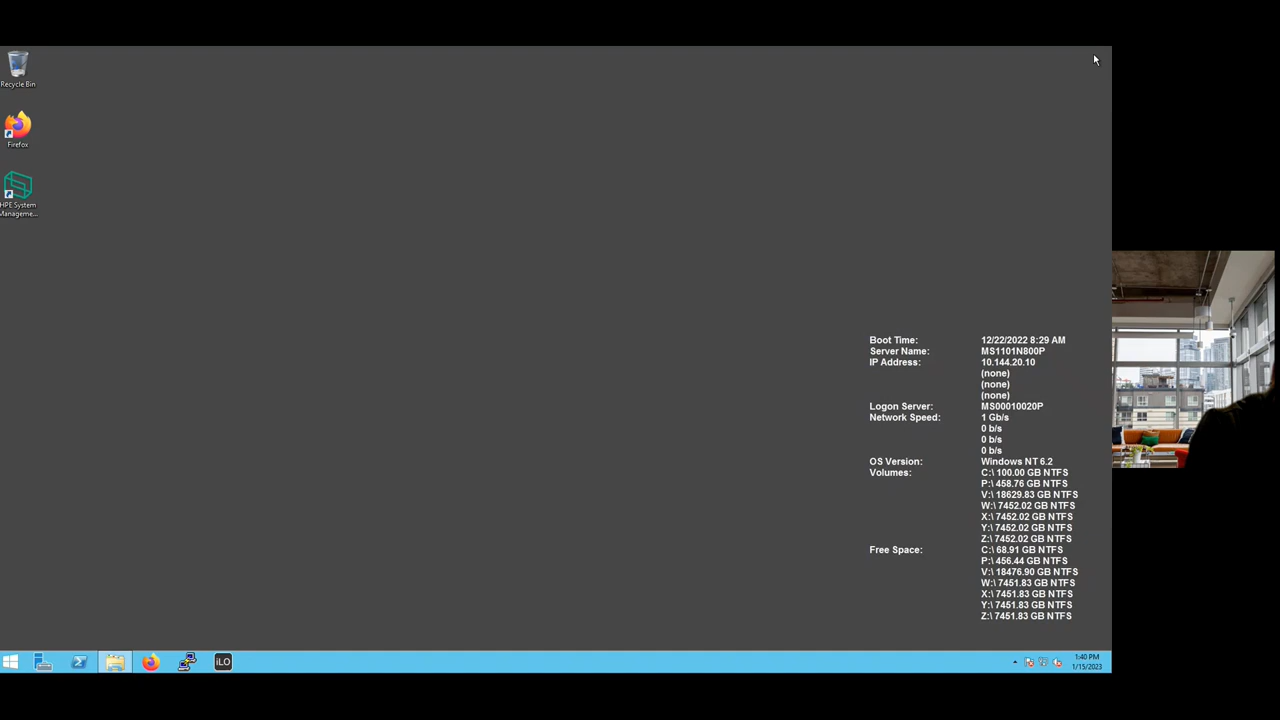 Recycle Bin
Firefox
HPE System
Manageme...
Boot Time: 12/22/2022 8:29 AM
Server Name: MS1101N800P
IP Address: 10.144.20.10
(none)
(none)
(none)
Logon Server: MS00010020P
Network Speed: 1 Gb/s
0 b/s
0 b/s
0 b/s
OS Version: Windows NT 6.2
Volumes: C:\ 100.00 GB NTFS
P:\ 458.76 GB NTFS
V:\ 18629.83 GB NTFS
W:\ 7452.02 GB NTFS
X:\ 7452.02 GB NTFS
Y:\ 7452.02 GB NTFS
Z:\ 7452.02 GB NTFS
Free Space: C:\ 68.91 GB NTFS
P:\ 456.44 GB NTFS
V:\ 18476.90 GB NTFS
W:\ 7451.83 GB NTFS
X:\ 7451.83 GB NTFS
Y:\ 7451.83 GB NTFS
Z:\ 7451.83 GB NTFS
iLO
1:40 PM
1/15/2023